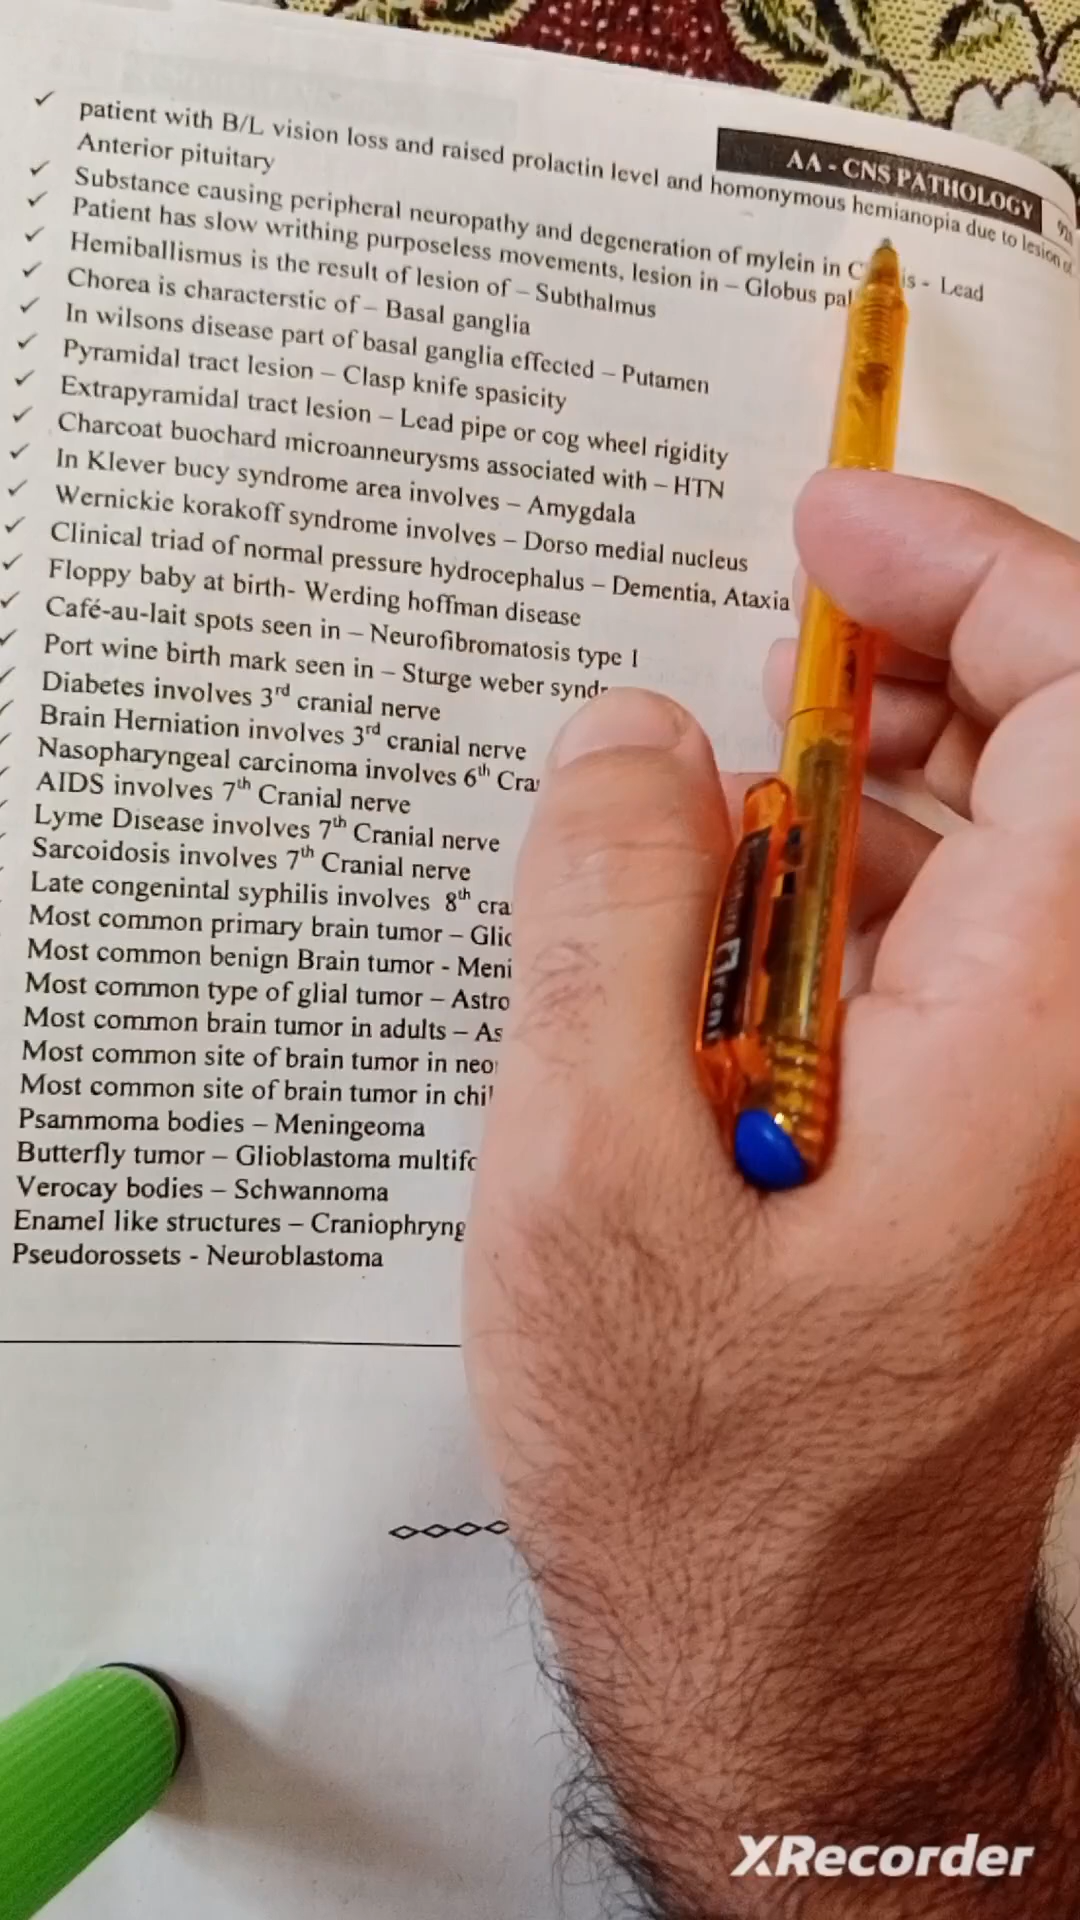 AA - CNS PATHOLOGY
patient with B/L vision loss and raised prolactin level and homonymous hemianopia due to lesion of
Anterior pituitary
Substance causing peripheral neuropathy and degeneration of mylein in is - Lead
Patient has slow writhing purposeless movements, lesion in – Globus
Hemiballismus is the result of lesion of – Subthalmus
Chorea is characterstic of – Basal ganglia
In wilsons disease part of basal ganglia effected – Putamen
Pyramidal tract lesion – Clasp knife spasicity
Extrapyramidal tract lesion – Lead pipe or cog wheel rigidity
Charcoat buochard microanneurysms associated with – HTN
In Klever bucy syndrome area involves – Amygdala
Wernickie korakoff syndrome involves – Dorso medial nucleus
Clinical triad of normal pressure hydrocephalus – Dementia, Ataxia
Floppy baby at birth- Werding hoffman disease
Café-au-lait spots seen in – Neurofibromatosis type I
Port wine birth mark seen in – Sturge weber
Diabetes involves 3rd cranial nerve
Brain Herniation involves 3rd cranial nerve
Nasopharyngeal carcinoma involves 6th
AIDS involves 7th Cranial nerve
Lyme Disease involves 7th Cranial nerve
Sarcoidosis involves 7th Cranial nerve
Late congenintal syphilis involves 8th
Most common primary brain tumor –
Most common benign Brain tumor -
Most common type of glial tumor –
Most common brain tumor in adults –
Most common site of brain tumor in
Most common site of brain tumor in
Psammoma bodies – Meningeoma
Butterfly tumor – Glioblastoma
Verocay bodies – Schwannoma
Enamel like structures –
Pseudorossets - Neuroblastoma
XRecorder